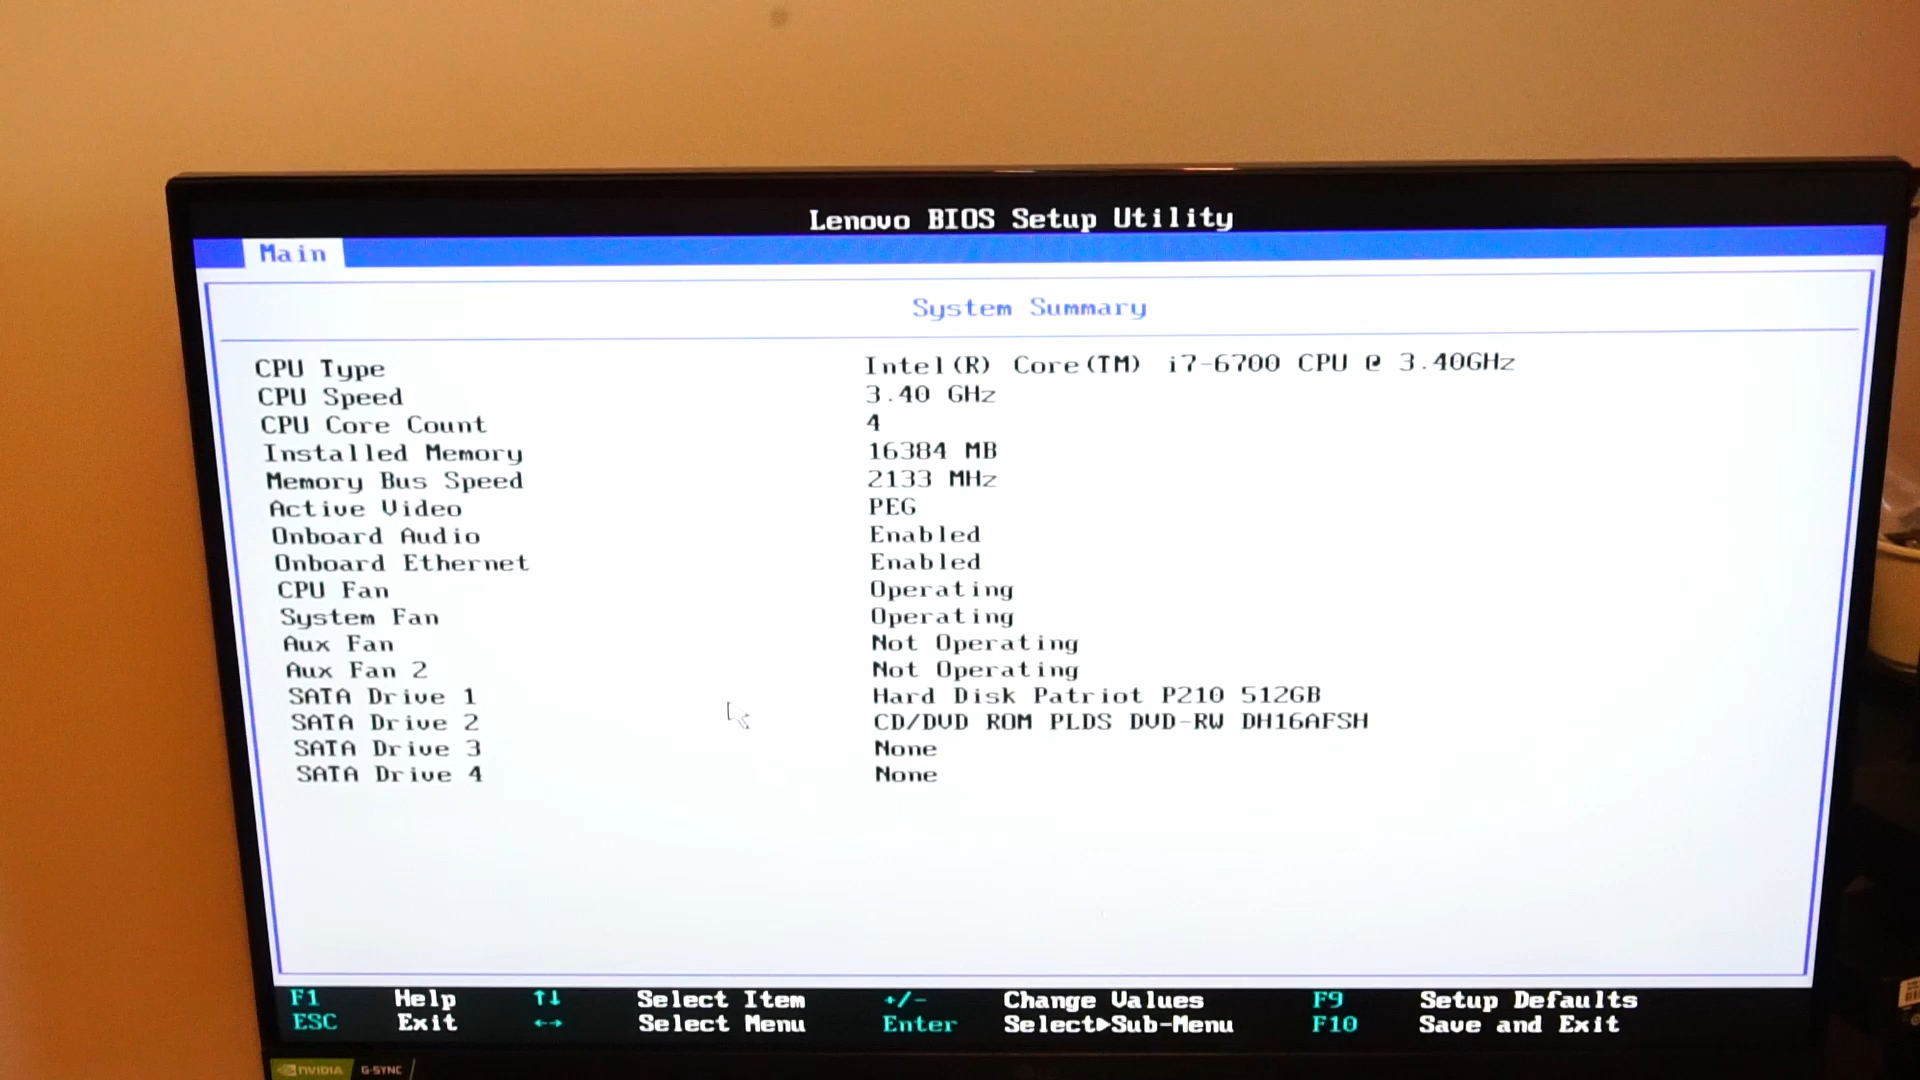 Lenovo BIOS Setup Utility
Main
System Summary
CPU Type Intel(R) Core(TM) i7-6700 CPU @ 3.40GHz
CPU Speed 3.40 GHz
CPU Core Count 4
Installed Memory 16384 MB
Memory Bus Speed 2133 MHz
Active Video PEG
Onboard Audio Enabled
Onboard Ethernet Enabled
CPU Fan Operating
System Fan Operating
Aux Fan Not Operating
Aux Fan 2 Not Operating
SATA Drive 1 Hard Disk Patriot P210 512GB
SATA Drive 2 CD/DVD ROM PLDS DVD-RW DH16AFSH
SATA Drive 3 None
SATA Drive 4 None
F1 Help ↑↓ Select Item +/- Change Values F9 Setup Defaults
ESC Exit ←→ Select Menu Enter Select▶Sub-Menu F10 Save and Exit
NVIDIA G-SYNC